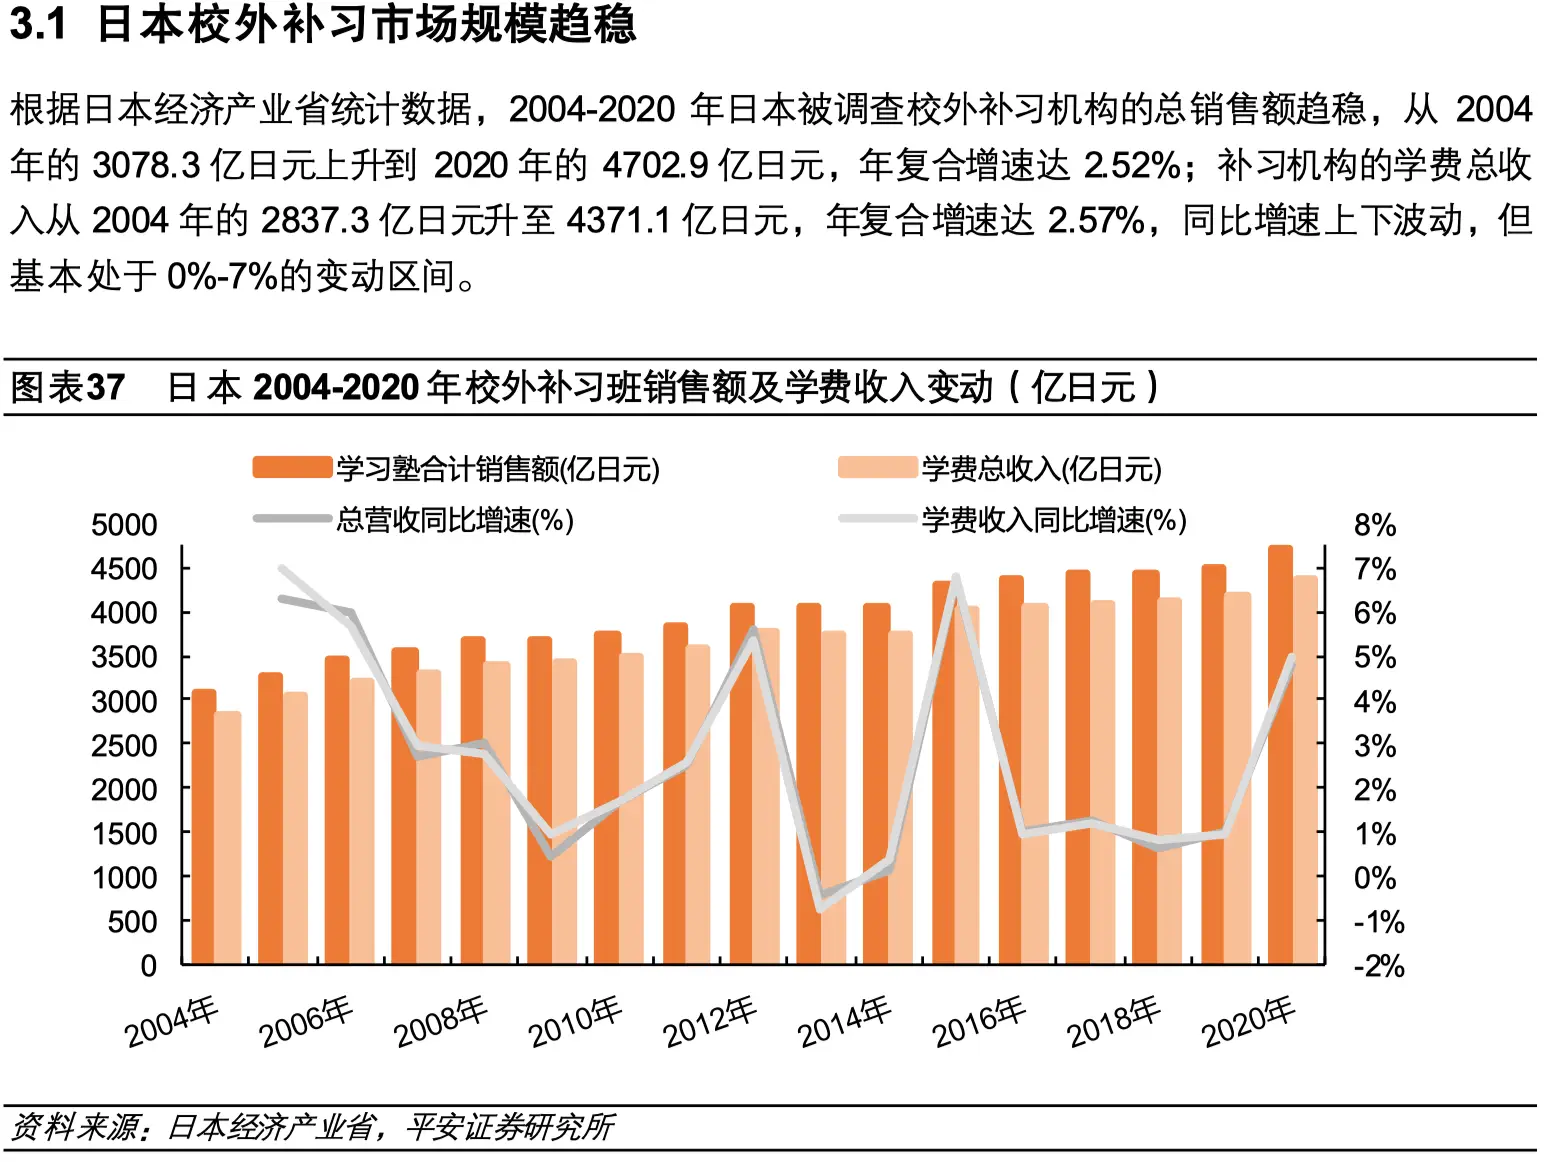 3.1 日本校外补习市场规模趋稳
根据日本经济产业省统计数据，2004-2020 年日本被调查校外补习机构的总销售额趋稳，从 2004
年的 3078.3 亿日元上升到 2020 年的 4702.9 亿日元，年复合增速达 2.52%；补习机构的学费总收
入从 2004 年的 2837.3 亿日元升至 4371.1 亿日元，年复合增速达 2.57%，同比增速上下波动，但
基本处于 0%-7%的变动区间。
图表37 日本 2004-2020 年校外补习班销售额及学费收入变动（亿日元）
学习塾合计销售额(亿日元) 学费总收入(亿日元)
总营收同比增速(%) 学费收入同比增速(%)
5000 8%
4500 7%
4000 6%
3500 5%
3000 4%
2500 3%
2000 2%
1500 1%
1000 0%
500 -1%
0 -2%
2004年 2006年 2008年 2010年 2012年 2014年 2016年 2018年 2020年
资料来源：日本经济产业省，平安证券研究所